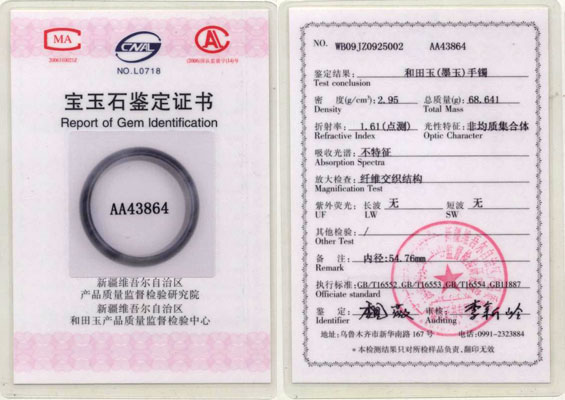 MA
CNAL
NO.L0718
宝玉石鉴定证书
Report of Gem Identification
AA43864
新疆维吾尔自治区
产品质量监督检验研究院
新疆维吾尔自治区
和田玉产品质量监督检验中心
NO. WB09JZ0925002 AA43864
鉴定结果: 和田玉(墨玉)手镯
Test conclusion
密 度(g/cm³): 2.95 总质量(g): 68.641
Density Total Mass
折射率: 1.61(点测) 光性特征: 非均质集合体
Refractive Index Optic Character
吸收光谱: 不特征
Absorption Spectra
放大检查: 纤维交织结构
Magnification Test
紫外荧光: 长波 无 短波 无
UF LW SW
其他检验: /
Other Test
备 注: 内径:54.76mm
Remark
执行标准: GB/T16552、GB/T16553、GB/T16554、GB11887
Officiate standard
鉴 定: 审核:
Identifier Auditing
地址:乌鲁木齐市新华南路 167 号 电话:0991-2323884
*本检测结果只对所检样品负责,翻印无效